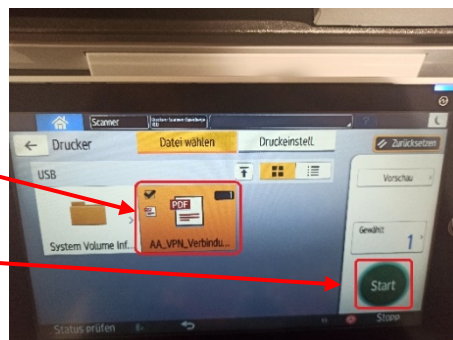 Scanner
Drucker
Datei wählen
Druckeinstell.
Zurücksetzen
USB
Vorschau
PDF
System Volume Inf...
AA_VPN_Verbindu...
Gewählt
1
Start
Status prüfen
Stopp